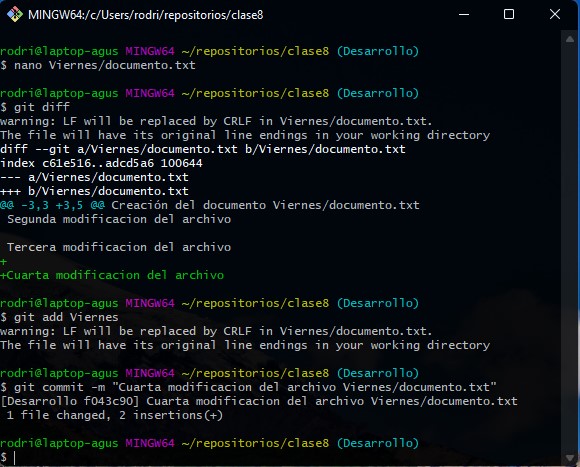 MINGW64:/c/Users/rodri/repositorios/clase8
rodri@laptop-agus MINGW64 ~/repositorios/clase8 (Desarrollo)
$ nano Viernes/documento.txt
rodri@laptop-agus MINGW64 ~/repositorios/clase8 (Desarrollo)
$ git diff
warning: LF will be replaced by CRLF in Viernes/documento.txt.
The file will have its original line endings in your working directory
diff --git a/Viernes/documento.txt b/Viernes/documento.txt
index c61e516..adcd5a6 100644
--- a/Viernes/documento.txt
+++ b/Viernes/documento.txt
@@ -3,3 +3,5 @@ Creación del documento Viernes/documento.txt
 Segunda modificacion del archivo
 Tercera modificacion del archivo
+
+Cuarta modificacion del archivo
rodri@laptop-agus MINGW64 ~/repositorios/clase8 (Desarrollo)
$ git add Viernes
warning: LF will be replaced by CRLF in Viernes/documento.txt.
The file will have its original line endings in your working directory
rodri@laptop-agus MINGW64 ~/repositorios/clase8 (Desarrollo)
$ git commit -m "Cuarta modificacion del archivo Viernes/documento.txt"
[Desarrollo f043c90] Cuarta modificacion del archivo Viernes/documento.txt
 1 file changed, 2 insertions(+)
rodri@laptop-agus MINGW64 ~/repositorios/clase8 (Desarrollo)
$